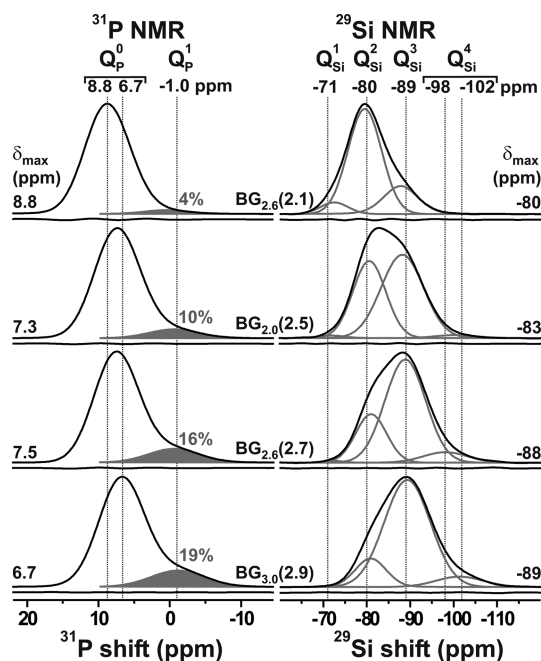 ³¹P NMR ²⁹Si NMR
Q⁰P Q¹P Q¹Si Q²Si Q³Si Q⁴Si
8.8 6.7 -1.0 ppm -71 -80 -89 -98 -102 ppm
δmax (ppm) δmax (ppm)
8.8 4% BG2.6(2.1) -80
7.3 10% BG2.0(2.5) -83
7.5 16% BG2.6(2.7) -88
6.7 19% BG3.0(2.9) -89
20 10 0 -10 -70 -80 -90 -100 -110
³¹P shift (ppm) ²⁹Si shift (ppm)